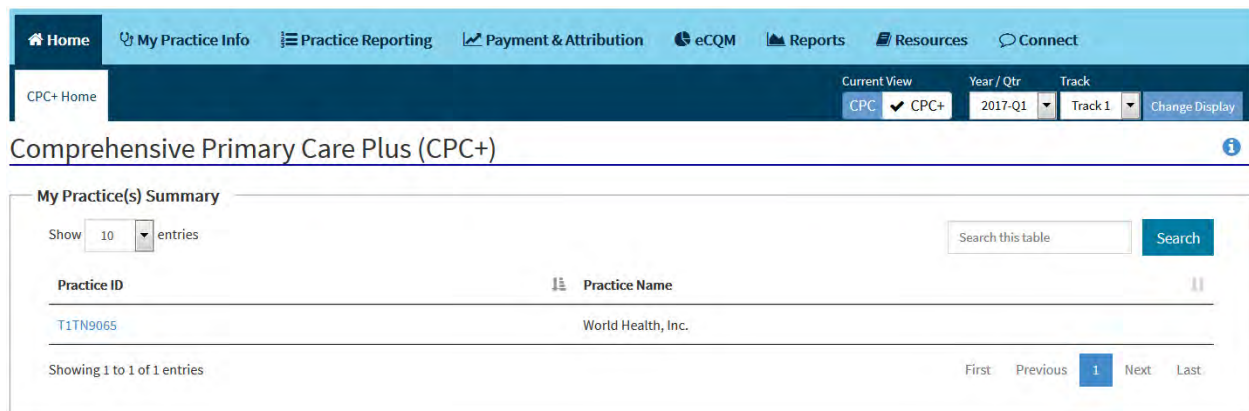 Home My Practice Info Practice Reporting Payment & Attribution eCQM Reports Resources Connect
CPC+ Home
Current View Year / Qtr Track
CPC CPC+ 2017-Q1 Track 1 Change Display
Comprehensive Primary Care Plus (CPC+)
My Practice(s) Summary
Show 10 entries Search this table Search
Practice ID Practice Name
T1TN9065 World Health, Inc.
Showing 1 to 1 of 1 entries First Previous 1 Next Last